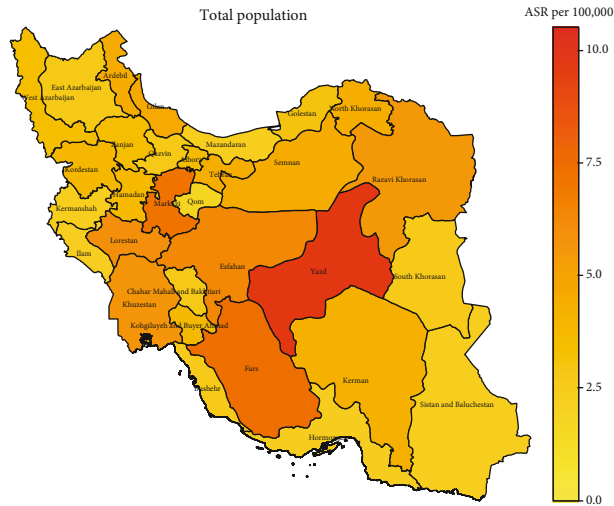 Total population
ASR per 100,000
10.0
7.5
5.0
2.5
0.0
Ardebil
East Azarbaijan
West Azarbaijan
Gilan
Golestan
North Khorasan
Zanjan
Qazvin
Mazandaran
Alborz
Semnan
Kordestan
Tehran
Razavi Khorasan
Hamadan
Markazi
Qom
Kermanshah
Lorestan
Ilam
Esfahan
Yazd
South Khorasan
Chahar Mahall and Bakhtiari
Khuzestan
Kohgiluyeh and Buyer Ahmad
Fars
Kerman
Bushehr
Sistan and Baluchestan